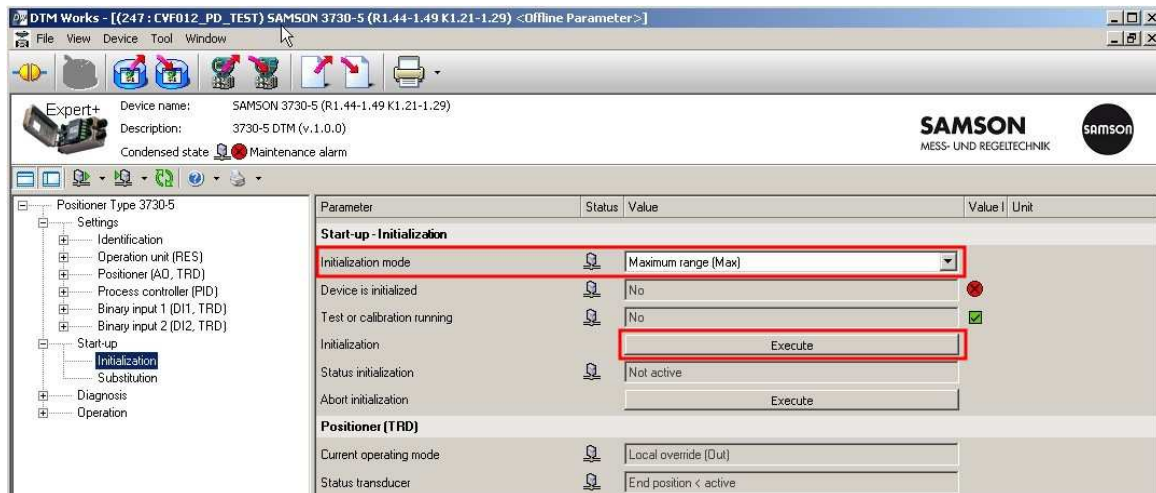 DTM Works - [(247 : CVF012_PD_TEST) SAMSON 3730-5 (R1.44-1.49 K1.21-1.29) <Offline Parameter>]
File View Device Tool Window
Expert+
Device name: SAMSON 3730-5 (R1.44-1.49 K1.21-1.29)
Description: 3730-5 DTM (v.1.0.0)
Condensed state Maintenance alarm
SAMSON
MESS- UND REGELTECHNIK
samson
Positioner Type 3730-5
Settings
Identification
Operation unit (RES)
Positioner (AO, TRD)
Process controller (PID)
Binary input 1 (DI1, TRD)
Binary input 2 (DI2, TRD)
Start-up
Initialization
Substitution
Diagnosis
Operation
Parameter Status Value Value I Unit
Start-up - Initialization
Initialization mode Maximum range (Max)
Device is initialized No
Test or calibration running No
Initialization Execute
Status initialization Not active
Abort initialization Execute
Positioner (TRD)
Current operating mode Local override (Out)
Status transducer End position < active